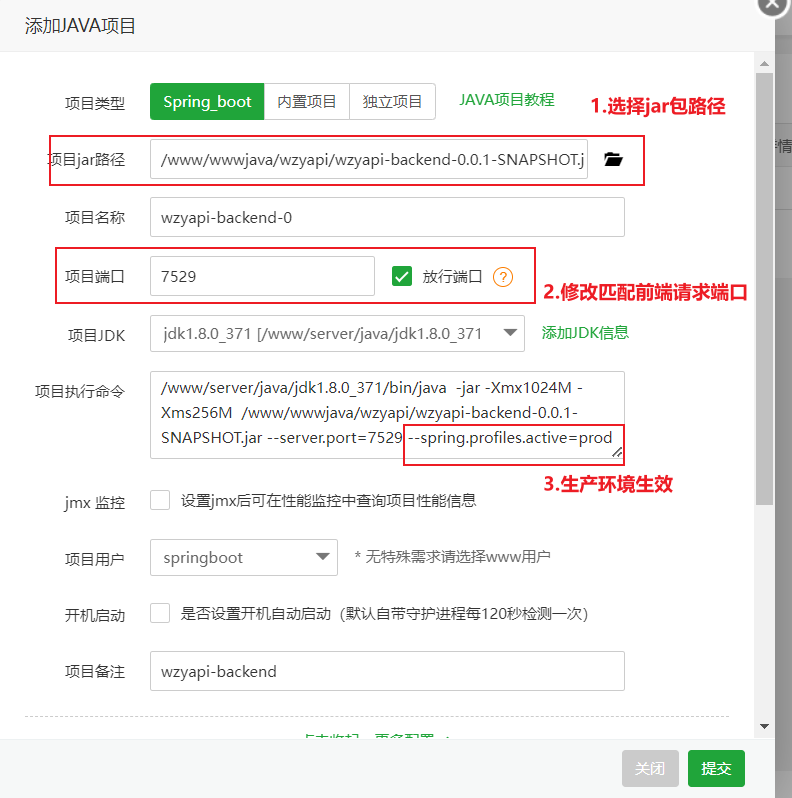 添加JAVA项目
项目类型
Spring_boot
内置项目
独立项目
JAVA项目教程
1.选择jar包路径
项目jar路径
/www/wwwjava/wzyapi/wzyapi-backend-0.0.1-SNAPSHOT.j
项目名称
wzyapi-backend-0
项目端口
7529
放行端口
?
2.修改匹配前端请求端口
项目JDK
jdk1.8.0_371 [/www/server/java/jdk1.8.0_371
添加JDK信息
项目执行命令
/www/server/java/jdk1.8.0_371/bin/java -jar -Xmx1024M -
Xms256M /www/wwwjava/wzyapi/wzyapi-backend-0.0.1-
SNAPSHOT.jar --server.port=7529 --spring.profiles.active=prod
3.生产环境生效
jmx 监控
设置jmx后可在性能监控中查询项目性能信息
项目用户
springboot
* 无特殊需求请选择www用户
开机启动
是否设置开机自动启动（默认自带守护进程每120秒检测一次）
项目备注
wzyapi-backend
关闭
提交